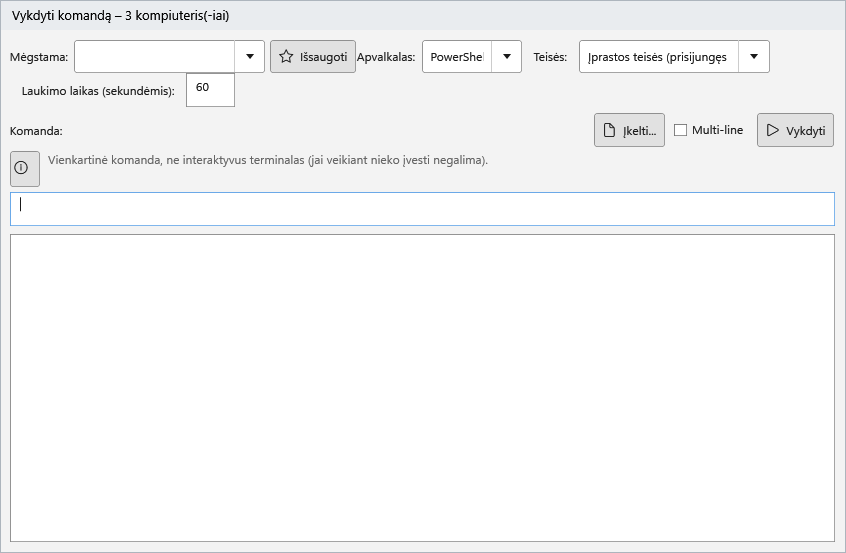 Vykdyti komandą – 3 kompiuteris(-iai)
Mėgstama: Išsaugoti Apvalkalas: PowerShel Teisės: Įprastos teisės (prisijungęs
Laukimo laikas (sekundėmis): 60
Komanda: Įkelti... Multi-line Vykdyti
Vienkartinė komanda, ne interaktyvus terminalas (jai veikiant nieko įvesti negalima).